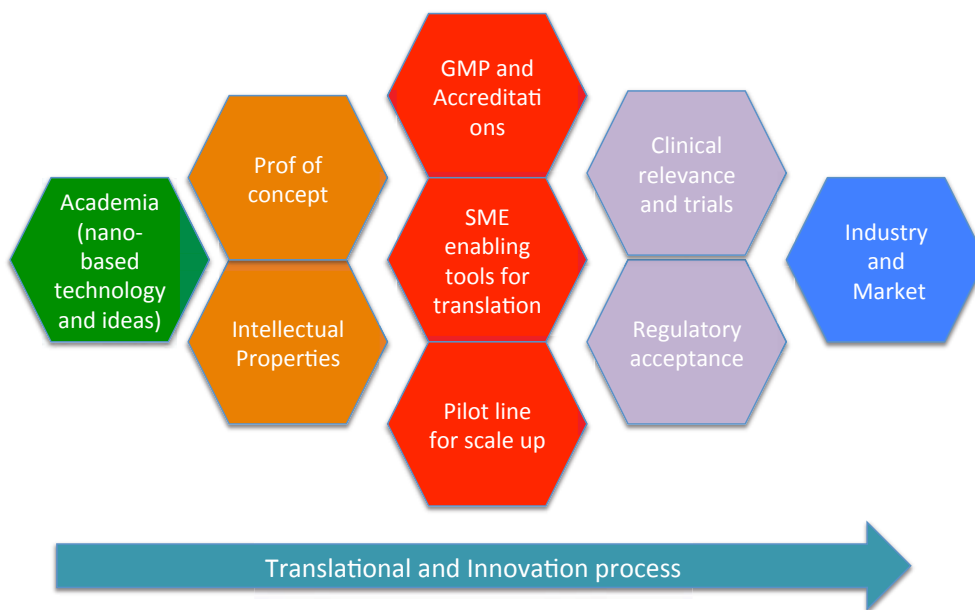 Academia
(nano-
based
technology
and ideas)
Prof of
concept
Intellectual
Properties
GMP and
Accreditati
ons
SME
enabling
tools for
translation
Pilot line
for scale up
Clinical
relevance
and trials
Regulatory
acceptance
Industry
and
Market
Translational and Innovation process